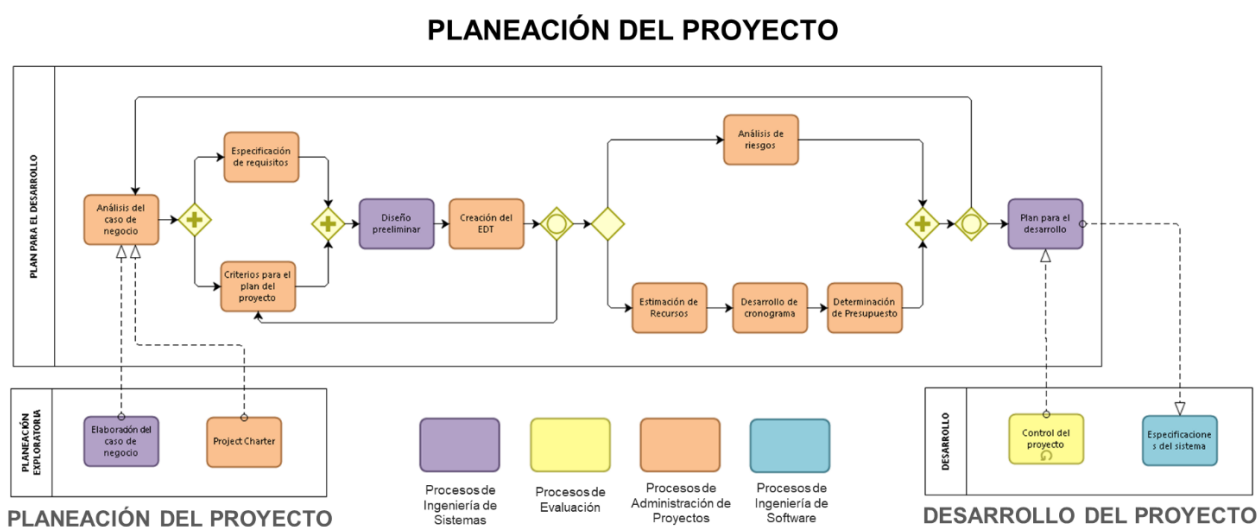 PLANEACIÓN DEL PROYECTO
PLAN PARA EL DESARROLLO
Especificación
de requisitos
Análisis de
riesgos
Análisis del
caso de
negocio
Diseño
preeliminar
Creación del
EDT
Plan para el
desarrollo
Criterios para el
plan del
proyecto
Estimación de
Recursos
Desarrollo de
cronograma
Determinación
de Presupuesto
PLANEACIÓN
EXPLORATORIA
Elaboradón del
caso de
negocio
Project Charter
Procesos de
Ingeniería de
Sistemas
Procesos de
Evaluación
Procesos de
Administración de
Proyectos
Procesos de
Ingeniería de
Software
DESARROLLO
Control del
proyecto
Especificacione
s del sistema
PLANEACIÓN DEL PROYECTO
DESARROLLO DEL PROYECTO